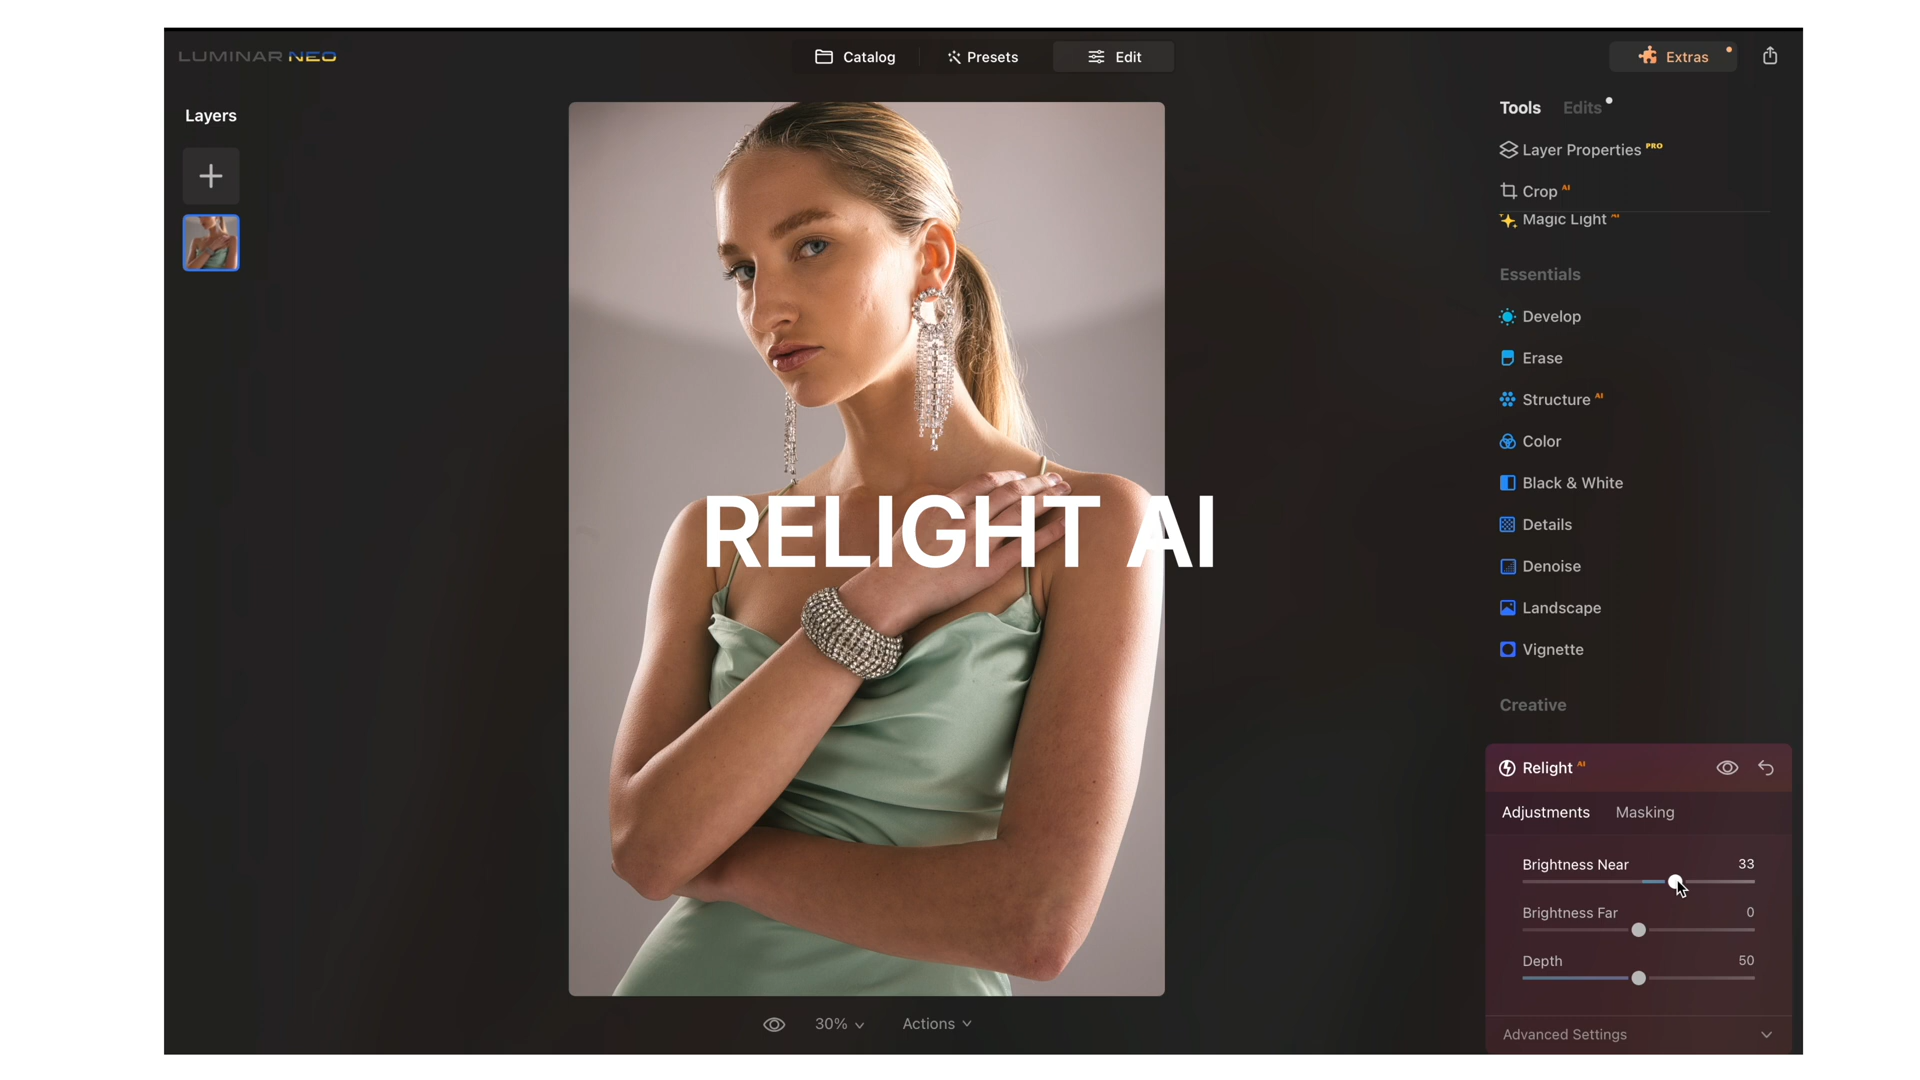 LUMINAR NEO
Catalog
Presets
Edit
Extras
Layers
Tools
Edits
Layer Properties PRO
Crop AI
Magic Light AI
Essentials
Develop
Erase
Structure AI
Color
Black & White
Details
Denoise
Landscape
Vignette
Creative
RELIGHT AI
Relight AI
Adjustments
Masking
Brightness Near 33
Brightness Far 0
Depth 50
Advanced Settings
30%
Actions